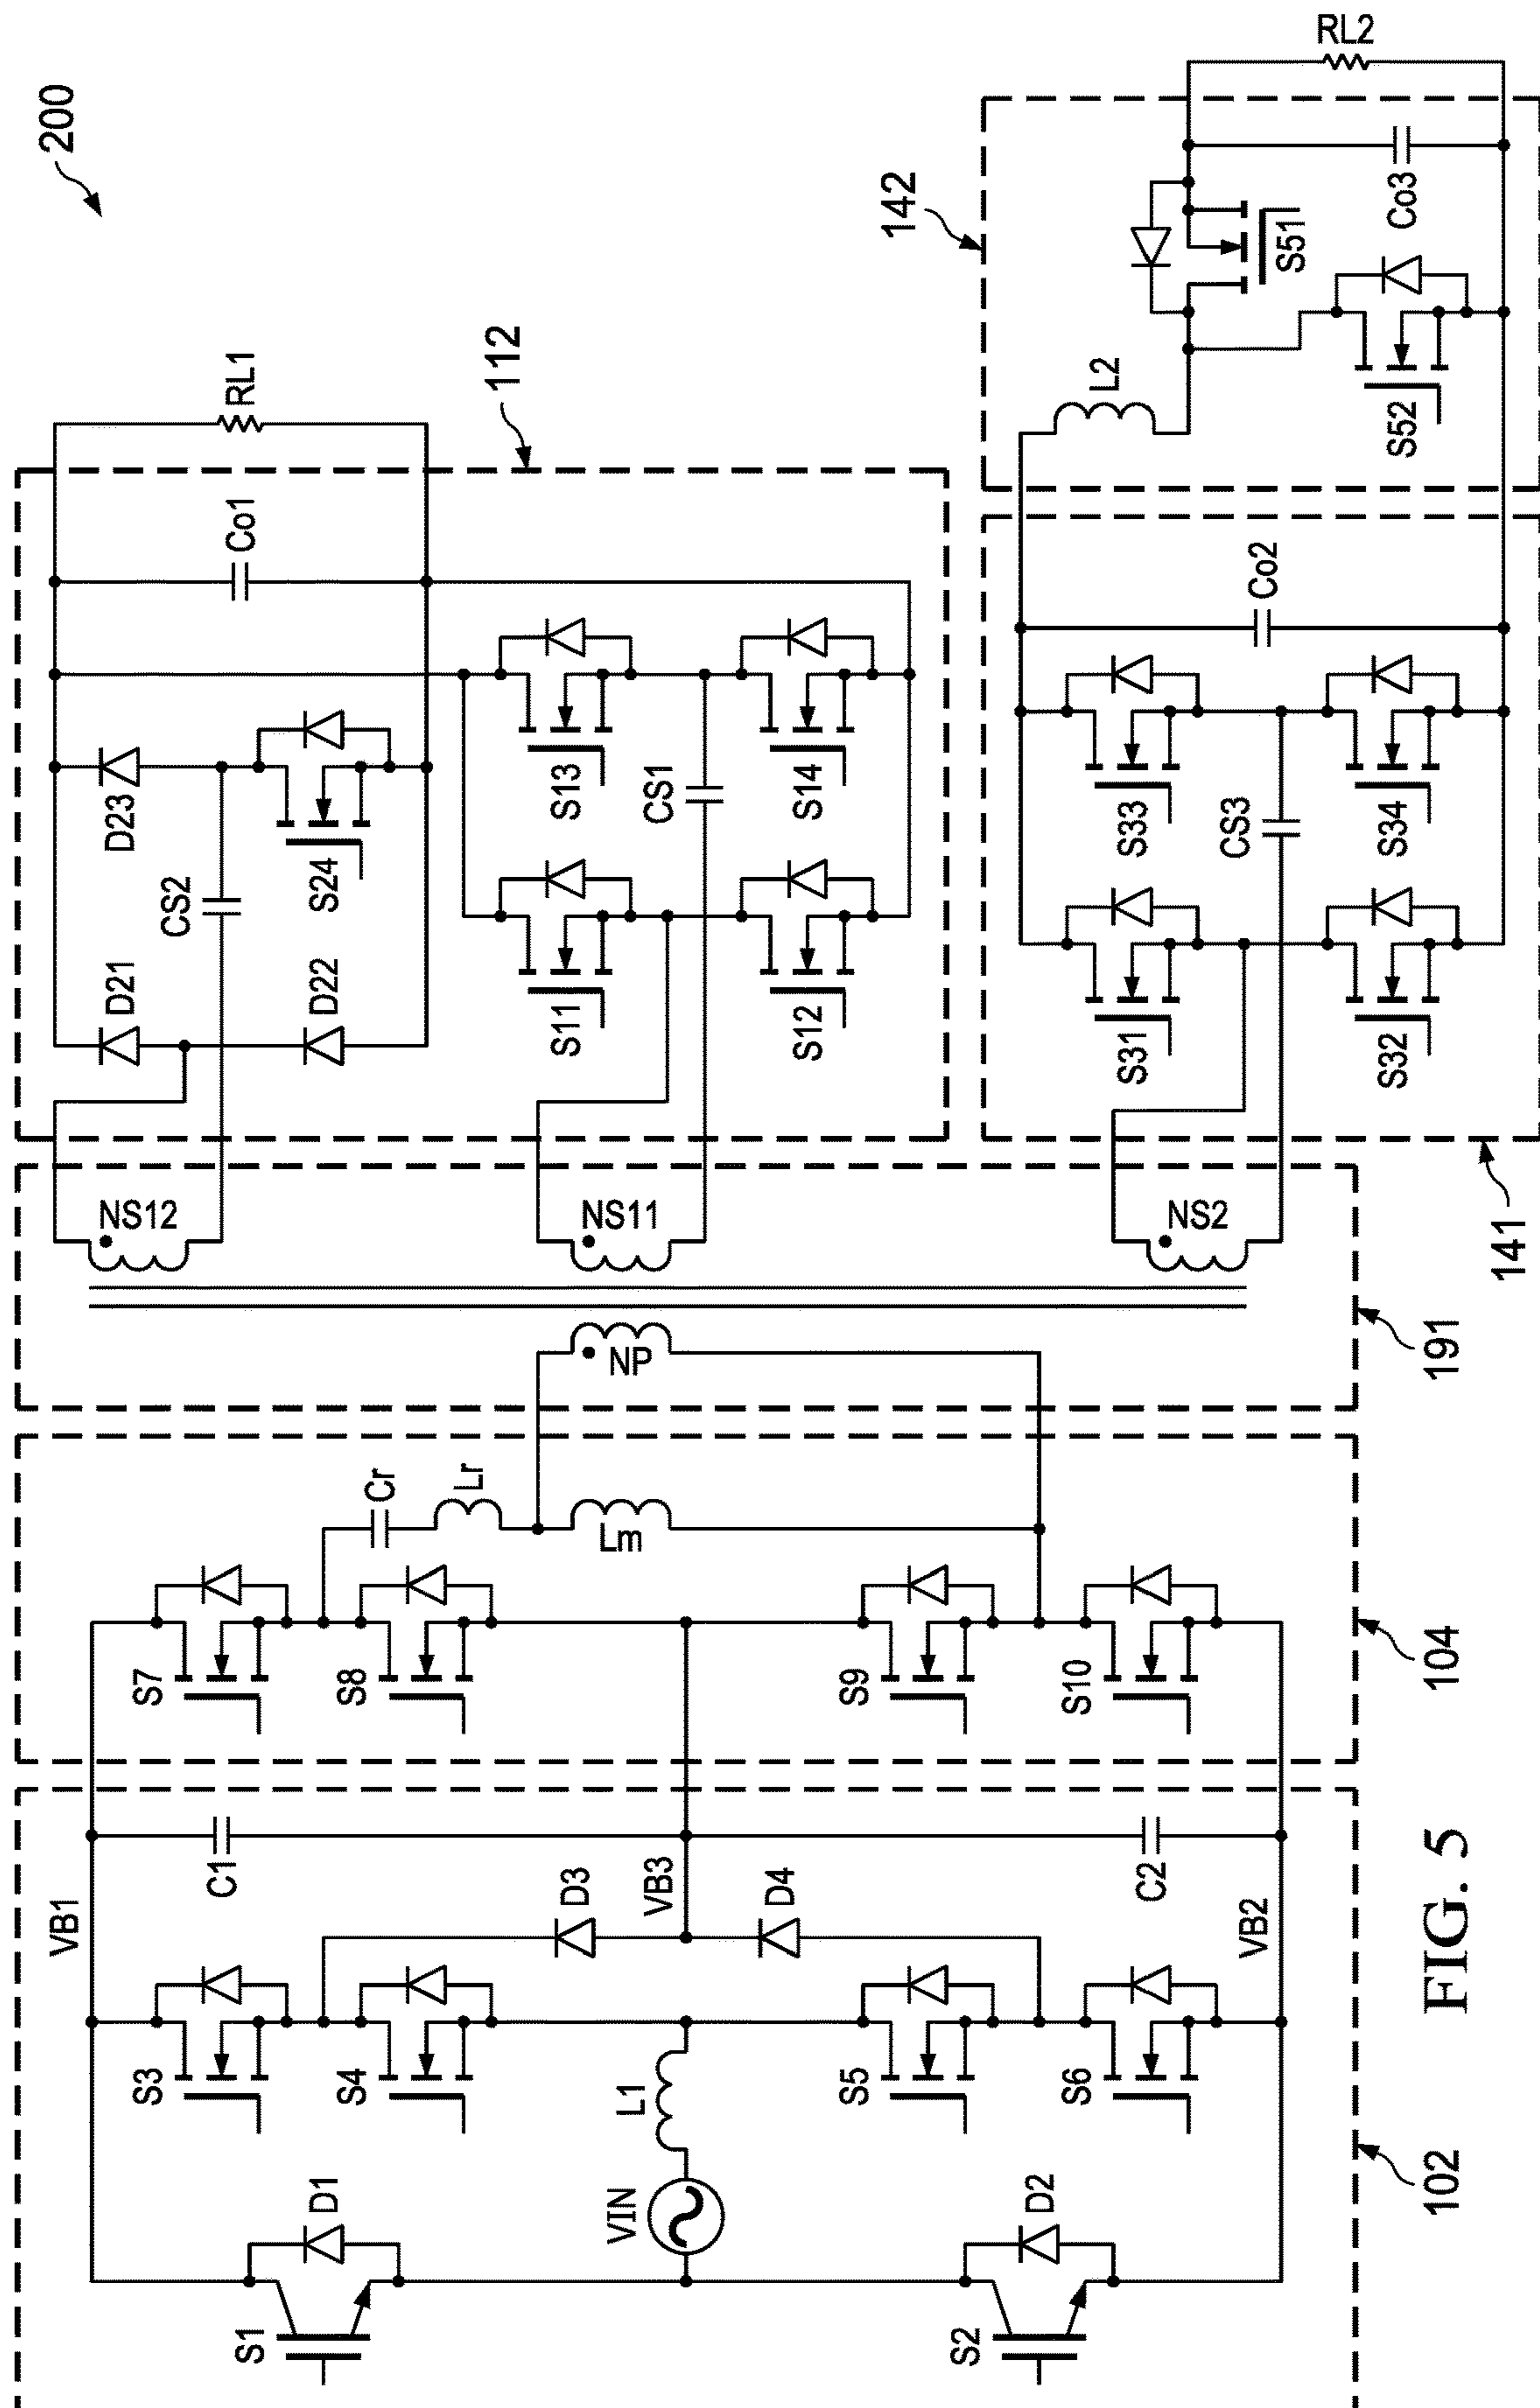 200
RL1
RL2
112
142
Co1
Co2
Co3
L2
S51
S52
D21
D22
D23
S24
CS2
S11
S12
S13
S14
CS1
S31
S32
S33
S34
CS3
141
NS12
NS11
NS2
NP
191
S7
S8
S9
S10
Cr
Lr
Lm
104
VB1
VB3
VB2
C1
C2
D3
D4
S3
S4
S5
S6
L1
VIN
D1
D2
S1
S2
102
FIG. 5